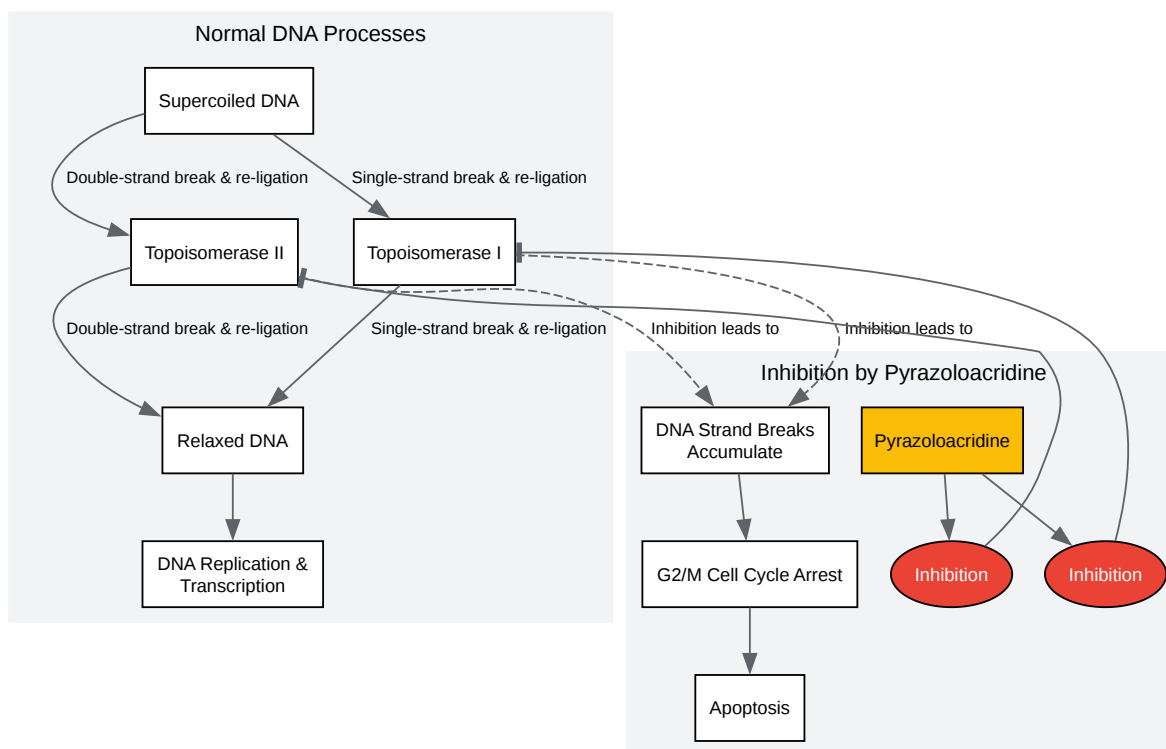 Normal DNA Processes
Supercoiled DNA
Double-strand break & re-ligation
Single-strand break & re-ligation
Topoisomerase II
Topoisomerase I
Double-strand break & re-ligation
Single-strand break & re-ligation
Inhibition leads to
Inhibition leads to
Relaxed DNA
DNA Replication &
Transcription
Inhibition by Pyrazoloacridine
DNA Strand Breaks
Accumulate
Pyrazoloacridine
G2/M Cell Cycle Arrest
Inhibition
Inhibition
Apoptosis